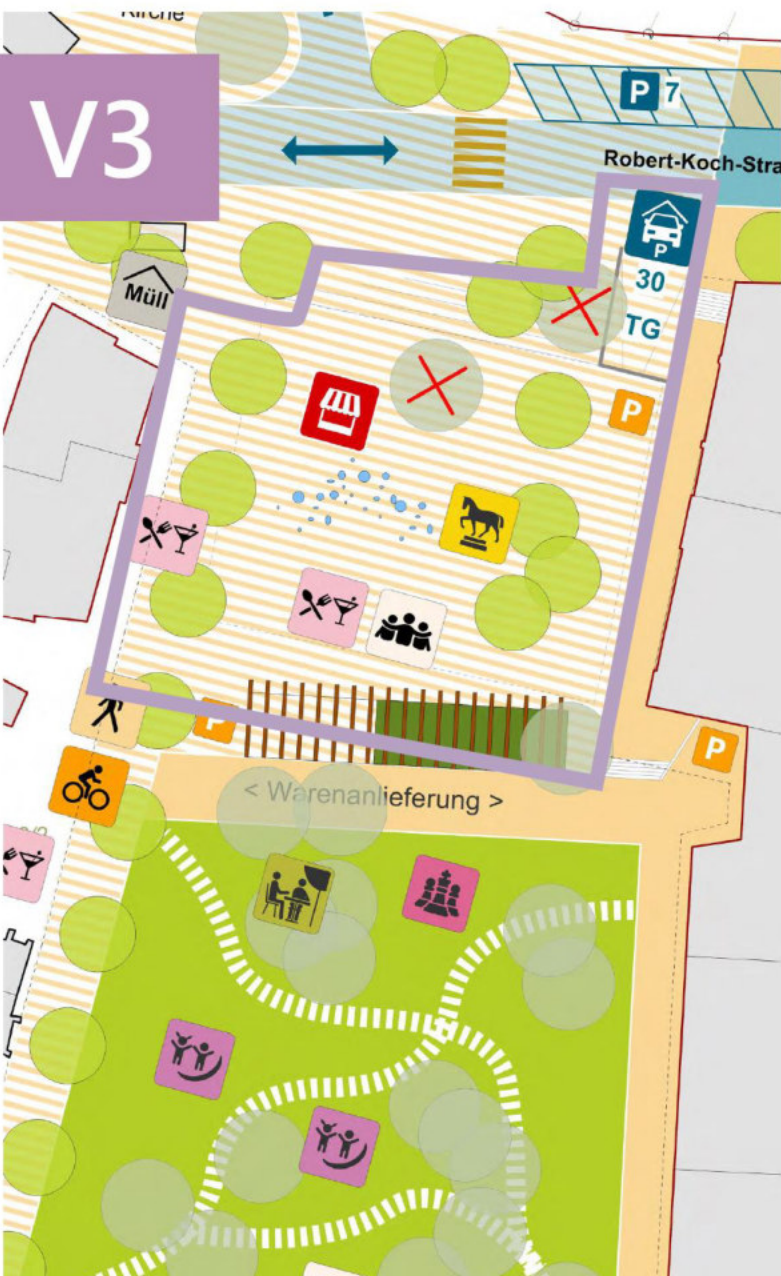 Kirche
V3
P 7
Robert-Koch-Stra
P
30
TG
Müll
P
P
P
< Warenanlieferung >